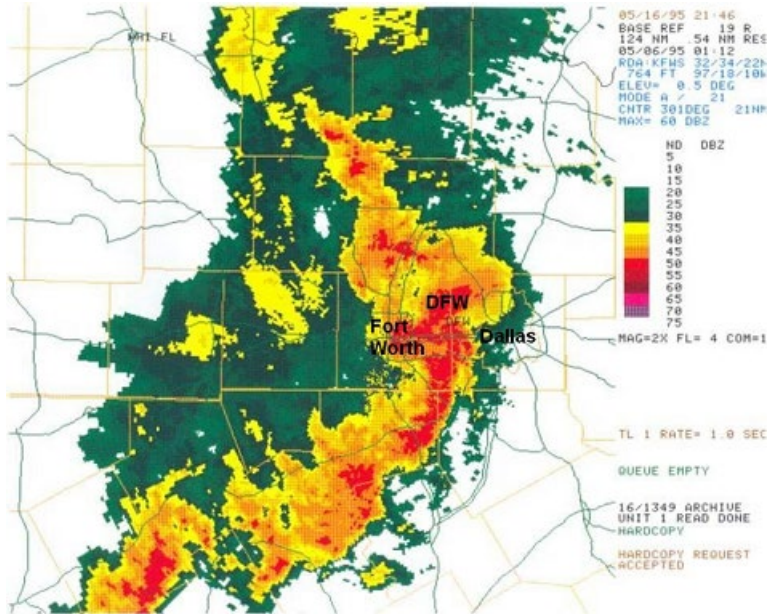 05/16/95 21:46
BASE REF 19 R
124 NM .54 NM RES
05/06/95 01:12
RDA:KFWS 32/34/22N
764 FT 97/18/10W
ELEV= 0.5 DEG
MODE A / 21
CNTR 301DEG 21NM
MAX= 60 DBZ
ND DBZ
5
10
15
20
25
30
35
40
45
50
55
60
65
70
75
MAG=2X FL= 4 COM=1
TL 1 RATE= 1.0 SEC
QUEUE EMPTY
16/1349 ARCHIVE
UNIT 1 READ DONE
HARDCOPY
HARDCOPY REQUEST
ACCEPTED
FL
DFW
Fort
Worth
Dallas